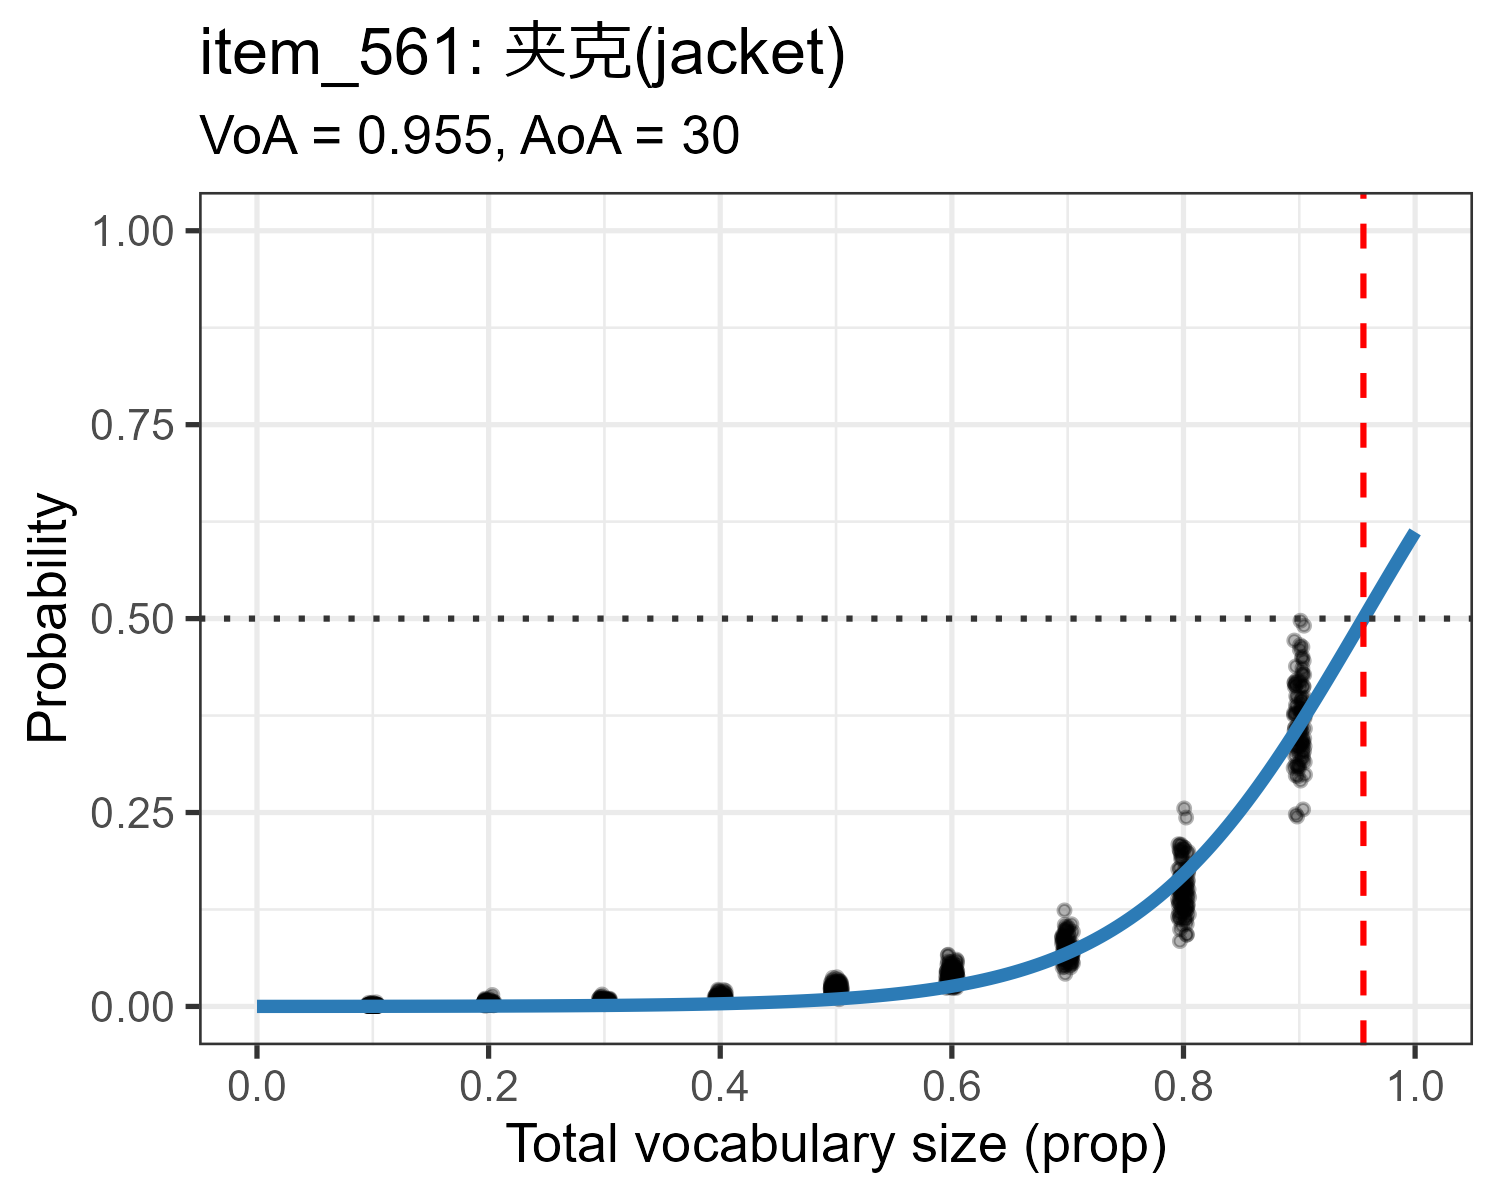 item_561: 夹克(jacket)
VoA = 0.955, AoA = 30
1.00
0.75
0.50
0.25
0.00
Probability
0.0 0.2 0.4 0.6 0.8 1.0
Total vocabulary size (prop)